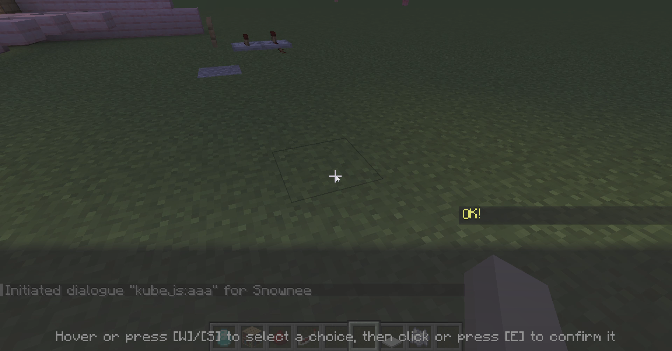 OK!
Initiated dialogue "kube_js:aaa" for Snownee
Hover or press [W]/[S] to select a choice, then click or press [E] to confirm it